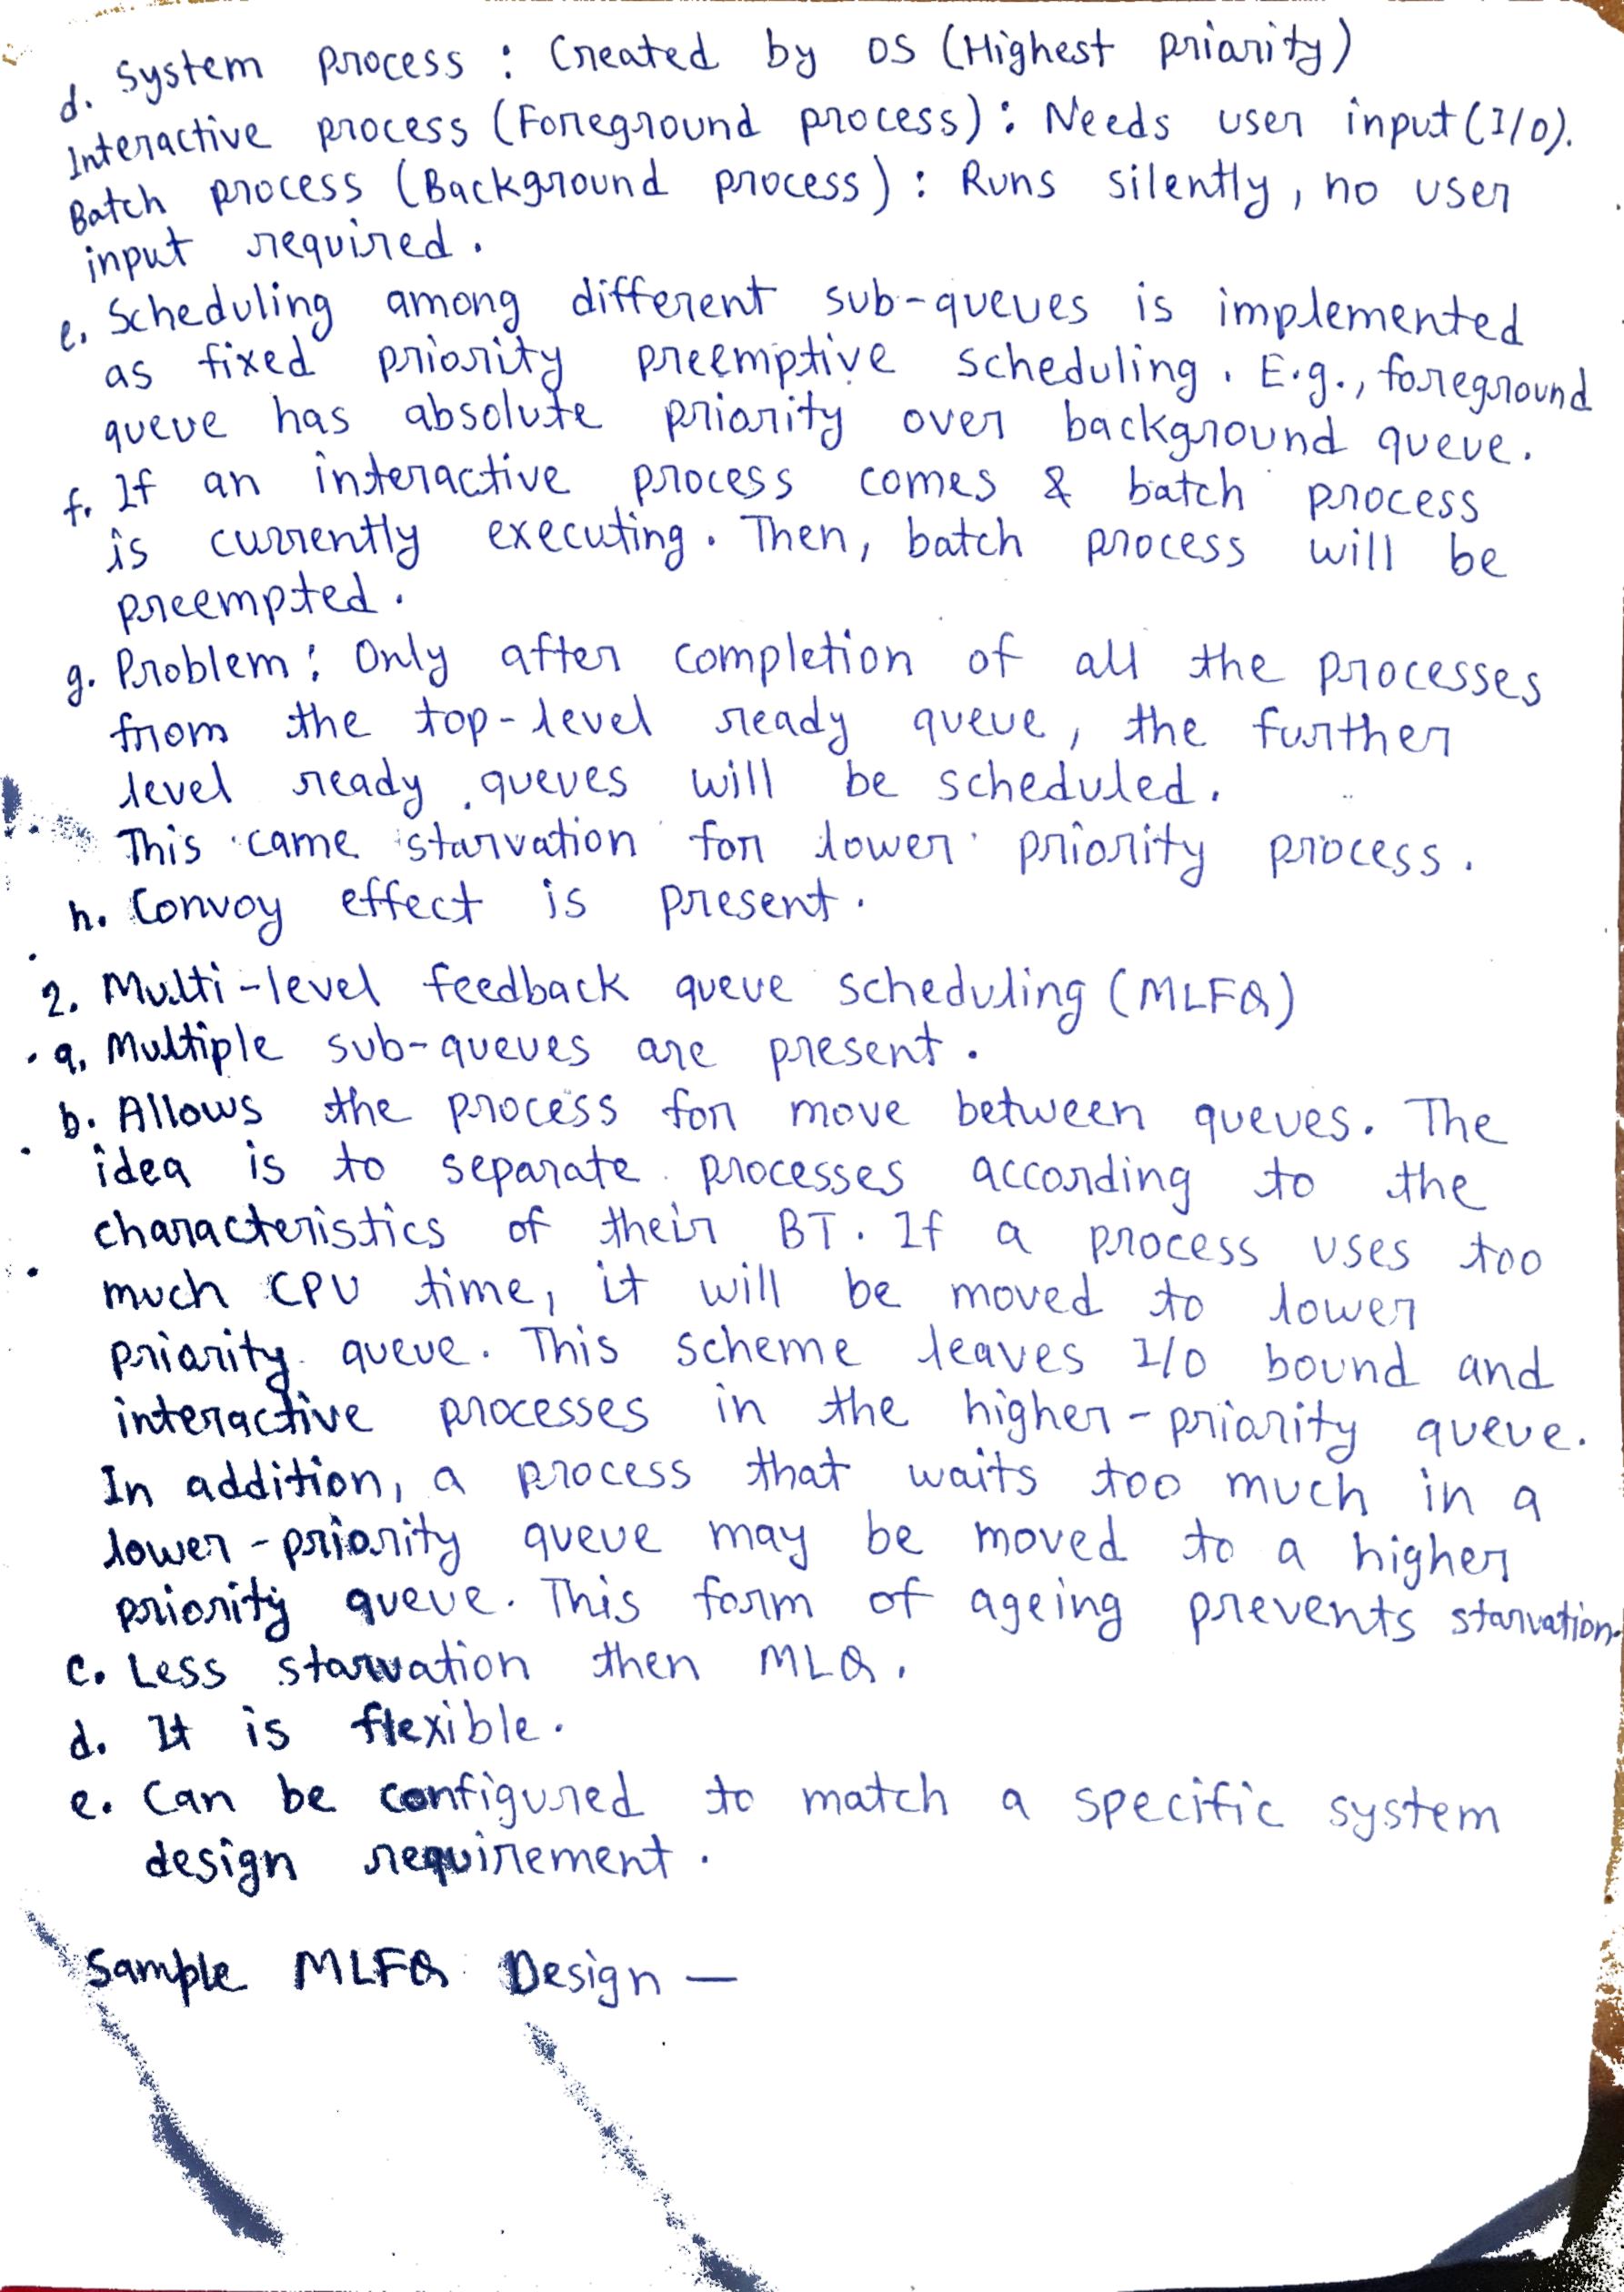 d. System process : Created by OS (Highest priority)
Interactive process (Foreground process) : Needs user input (I/O).
Batch process (Background process) : Runs silently, no user
input required.
e. Scheduling among different sub-queues is implemented
as fixed priority preemptive scheduling. E.g., foreground
queue has absolute priority over background queue.
f. If an interactive process comes & batch process
is currently executing. Then, batch process will be
preempted.
g. Problem : Only after completion of all the processes
from the top-level ready queue, the further
level ready queues will be scheduled.
This came starvation for lower priority process.
h. Convoy effect is present.
2. Multi-level feedback queue scheduling (MLFQ)
a. Multiple sub-queues are present.
b. Allows the process for move between queues. The
idea is to separate processes according to the
characteristics of their BT. If a process uses too
much CPU time, it will be moved to lower
priority queue. This scheme leaves I/O bound and
interactive processes in the higher-priority queue.
In addition, a process that waits too much in a
lower-priority queue may be moved to a higher
priority queue. This form of ageing prevents starvation.
c. Less starvation then MLQ.
d. It is flexible.
e. Can be configured to match a specific system
design requirement.
Sample MLFQ Design —